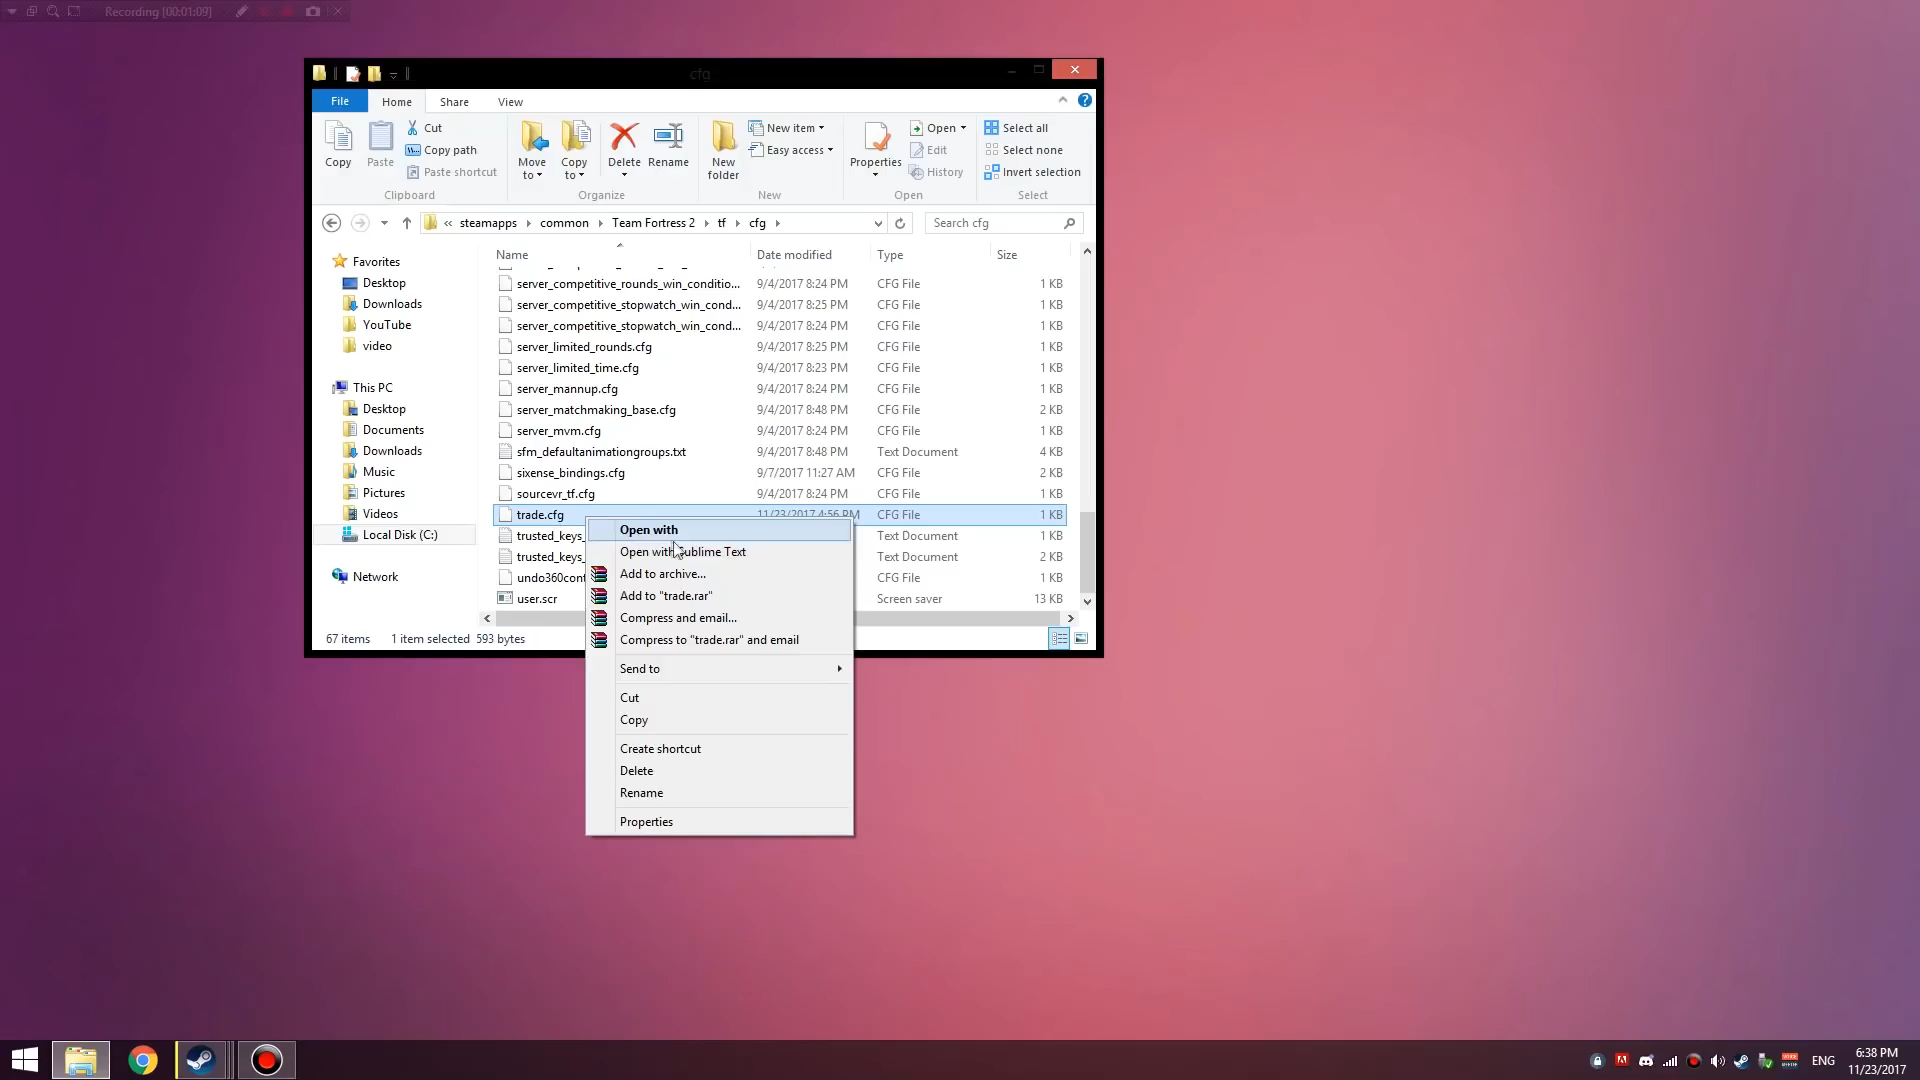 Recording [00:01:09]
cfg
File Home Share View
Copy
Paste
Cut
Copy path
Paste shortcut
Clipboard
Move to
Copy to
Delete
Rename
Organize
New folder
New item
Easy access
New
Properties
Open
Edit
History
Open
Select all
Select none
Invert selection
Select
« steamapps common Team Fortress 2 tf cfg
Search cfg
Favorites
Desktop
Downloads
YouTube
video
This PC
Desktop
Documents
Downloads
Music
Pictures
Videos
Local Disk (C:)
Network
Name Date modified Type Size
server_competitive_rounds_win_conditio... 9/4/2017 8:24 PM CFG File 1 KB
server_competitive_stopwatch_win_cond... 9/4/2017 8:25 PM CFG File 1 KB
server_competitive_stopwatch_win_cond... 9/4/2017 8:24 PM CFG File 1 KB
server_limited_rounds.cfg 9/4/2017 8:25 PM CFG File 1 KB
server_limited_time.cfg 9/4/2017 8:23 PM CFG File 1 KB
server_mannup.cfg 9/4/2017 8:24 PM CFG File 1 KB
server_matchmaking_base.cfg 9/4/2017 8:48 PM CFG File 2 KB
server_mvm.cfg 9/4/2017 8:24 PM CFG File 1 KB
sfm_defaultanimationgroups.txt 9/4/2017 8:48 PM Text Document 4 KB
sixense_bindings.cfg 9/7/2017 11:27 AM CFG File 2 KB
sourcevr_tf.cfg 9/4/2017 8:24 PM CFG File 1 KB
trade.cfg 11/23/2017 4:56 PM CFG File 1 KB
trusted_keys_ Text Document 1 KB
trusted_keys_ Text Document 2 KB
undo360cont CFG File 1 KB
user.scr Screen saver 13 KB
67 items 1 item selected 593 bytes
Open with
Open with Sublime Text
Add to archive...
Add to "trade.rar"
Compress and email...
Compress to "trade.rar" and email
Send to
Cut
Copy
Create shortcut
Delete
Rename
Properties
ENG
6:38 PM
11/23/2017